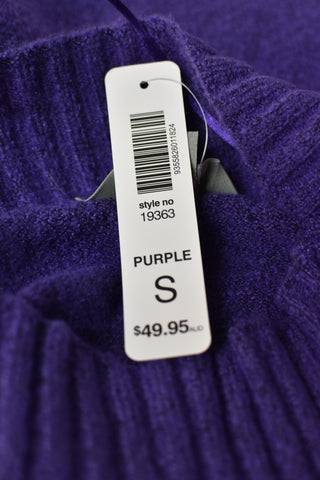 9355826011824
style no
19363
PURPLE
S
$49.95AUD